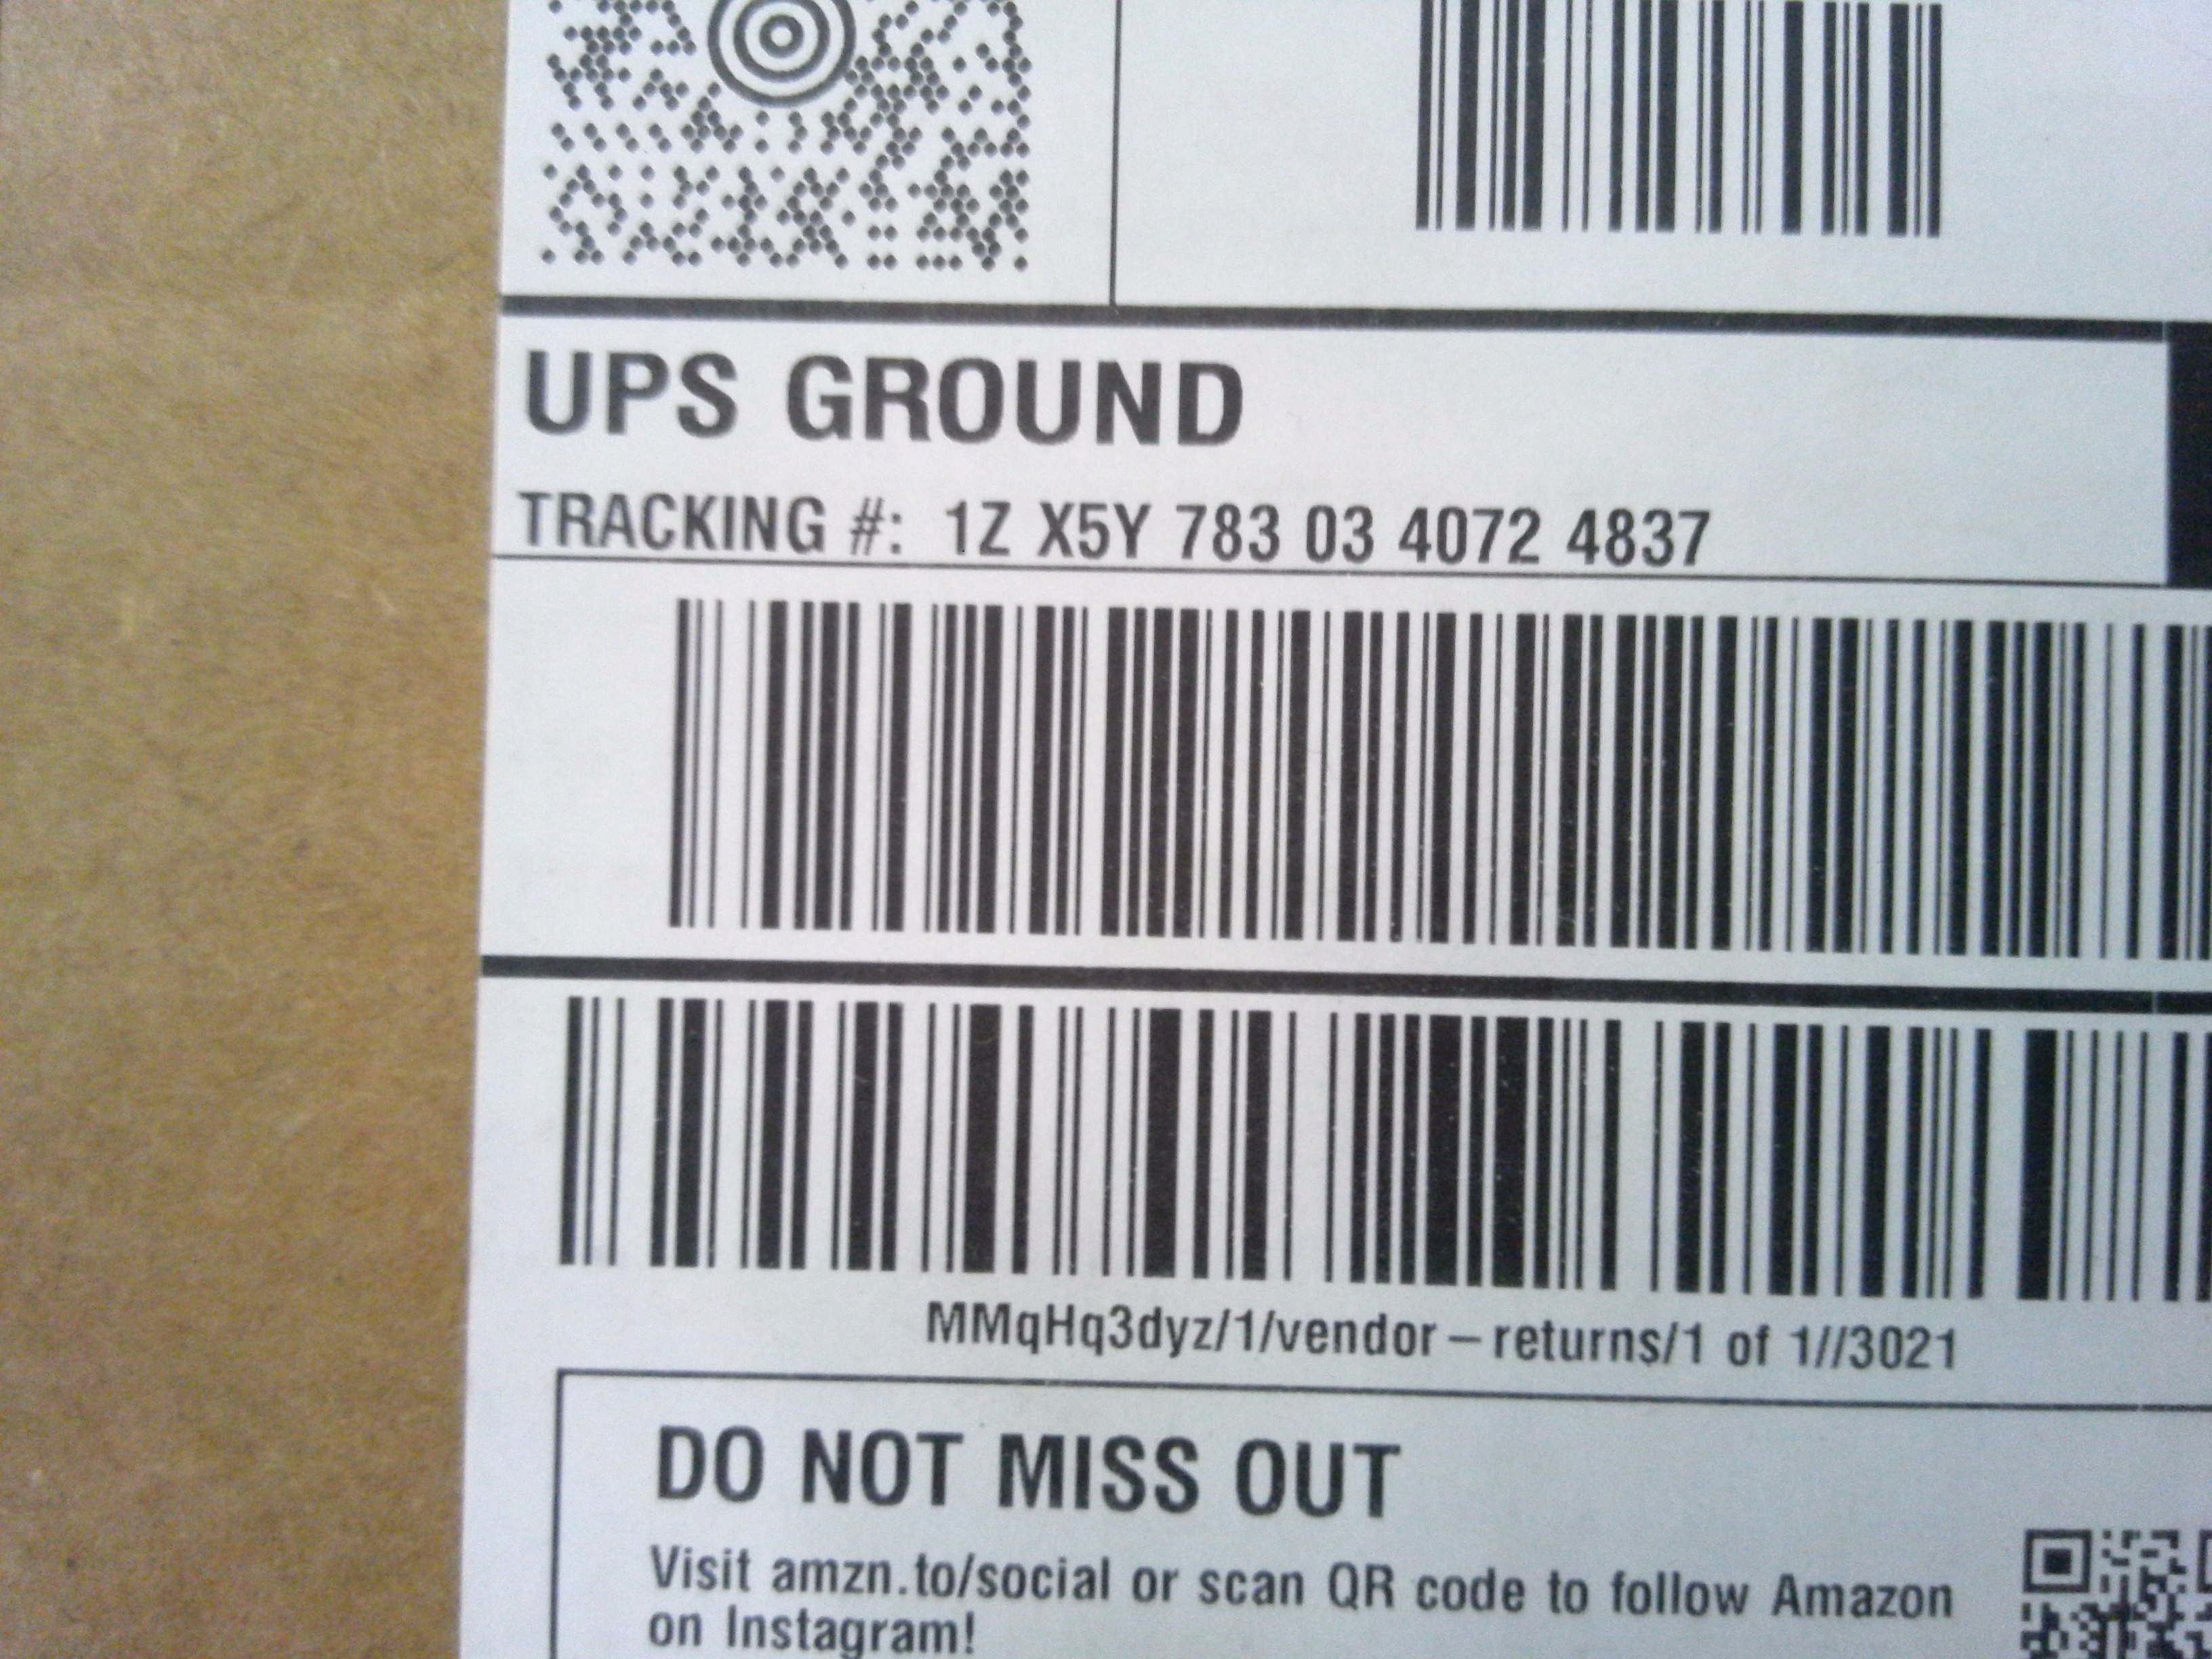 UPS GROUND
TRACKING #: 1Z X5Y 783 03 4072 4837
MMqHq3dyz/1/vendor-returns/1 of 1//3021
DO NOT MISS OUT
Visit amzn.to/social or scan QR code to follow Amazon
on Instagram!